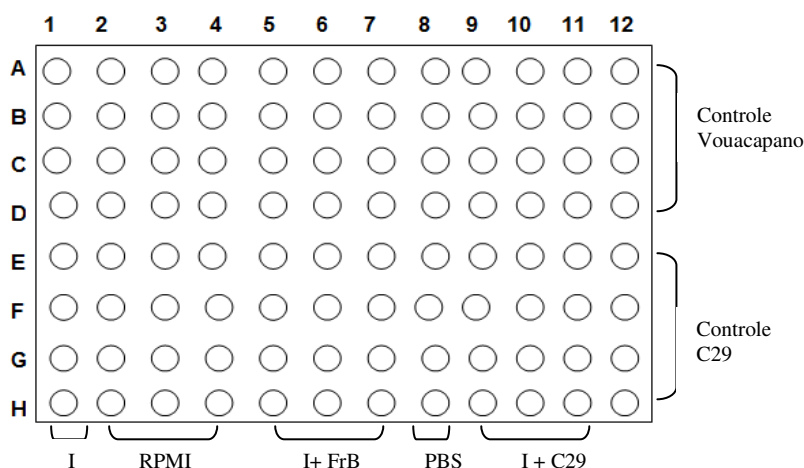 1 2 3 4 5 6 7 8 9 10 11 12
A
B
C
D
E
F
G
H
Controle
Vouacapano
Controle
C29
I RPMI I+ FrB PBS I + C29